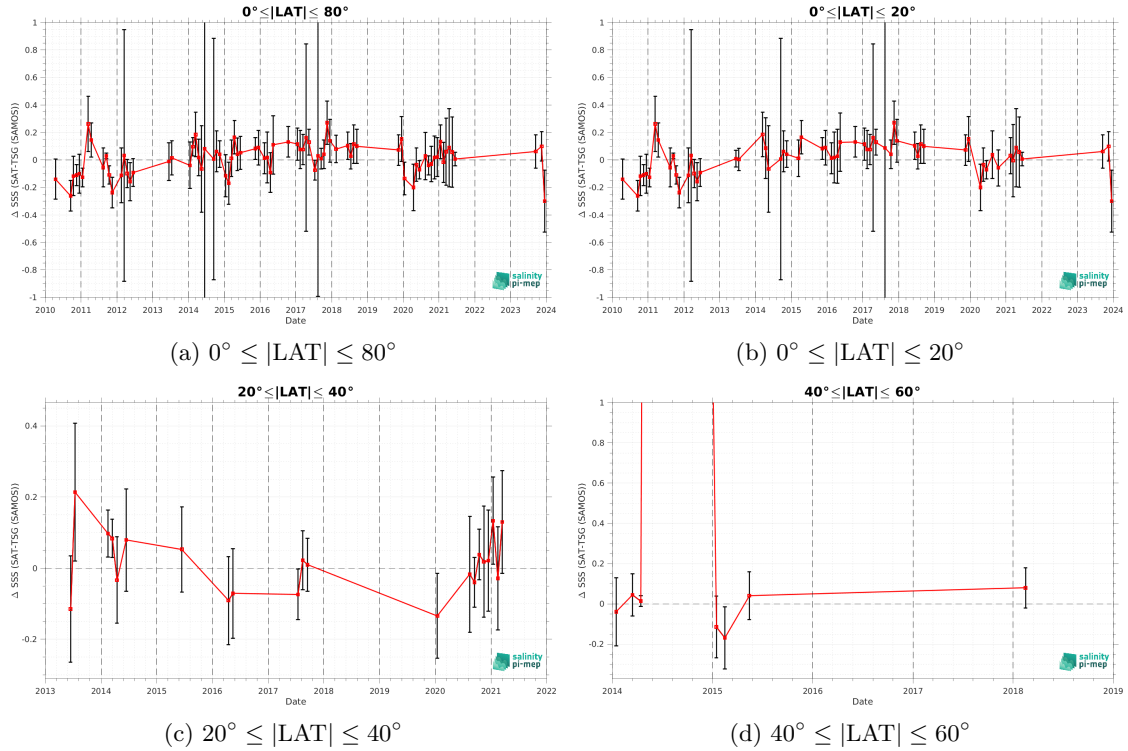 0°≤|LAT|≤ 80°
Δ SSS (SAT-TSG (SAMOS))
1
0.8
0.6
0.4
0.2
0
-0.2
-0.4
-0.6
-0.8
-1
2010 2011 2012 2013 2014 2015 2016 2017 2018 2019 2020 2021 2022 2023 2024
Date
salinity
pi-mep
(a) 0° ≤ |LAT| ≤ 80°
0°≤|LAT|≤ 20°
Δ SSS (SAT-TSG (SAMOS))
1
0.8
0.6
0.4
0.2
0
-0.2
-0.4
-0.6
-0.8
-1
2010 2011 2012 2013 2014 2015 2016 2017 2018 2019 2020 2021 2022 2023 2024
Date
salinity
pi-mep
(b) 0° ≤ |LAT| ≤ 20°
20°≤|LAT|≤ 40°
Δ SSS (SAT-TSG (SAMOS))
0.4
0.2
0
-0.2
2013 2014 2015 2016 2017 2018 2019 2020 2021 2022
Date
salinity
pi-mep
(c) 20° ≤ |LAT| ≤ 40°
40°≤|LAT|≤ 60°
Δ SSS (SAT-TSG (SAMOS))
1
0.8
0.6
0.4
0.2
0
-0.2
2014 2015 2016 2017 2018 2019
Date
salinity
pi-mep
(d) 40° ≤ |LAT| ≤ 60°